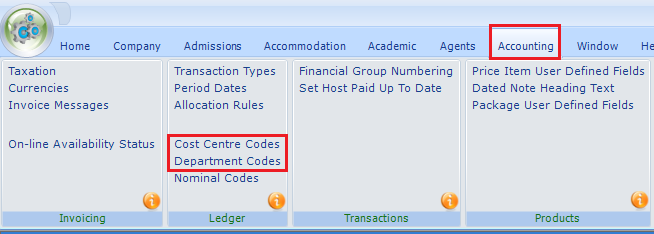 Home Company Admissions Accommodation Academic Agents Accounting Window
Taxation
Currencies
Invoice Messages
On-line Availability Status
Invoicing
Transaction Types
Period Dates
Allocation Rules
Cost Centre Codes
Department Codes
Nominal Codes
Ledger
Financial Group Numbering
Set Host Paid Up To Date
Transactions
Price Item User Defined Fields
Dated Note Heading Text
Package User Defined Fields
Products